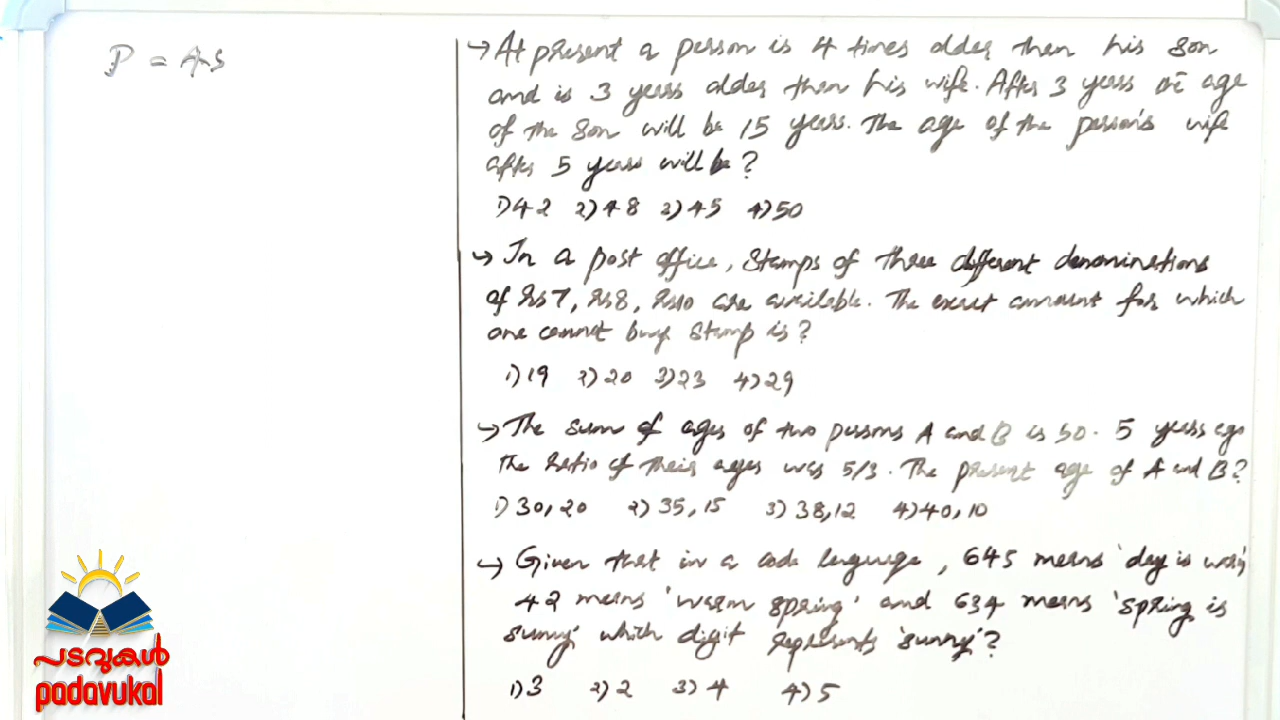 P = 4S
→ At present a person is 4 times older then his son
and is 3 years older then his wife. After 3 years the age
of the son will be 15 years. The age of the person's wife
after 5 years will be?
1) 42 2) 48 3) 45 4) 50
→ In a post office, stamps of three different denominations
of Rs7, Rs8, Rs10 are available. The exact amount for which
one cannot buy stamp is?
1) 19 2) 20 3) 23 4) 29
→ The sum of ages of two persons A and B is 50. 5 years ago
the ratio of their ages was 5/3. The present age of A and B?
1) 30, 20 2) 35, 15 3) 38, 12 4) 40, 10
→ Given that in a code language, 645 means 'day is warm'
42 means 'warm spring' and 634 means 'spring is
sunny' which digit represents 'sunny'?
1) 3 2) 2 3) 4 4) 5
പടവുകൾ
padavukal